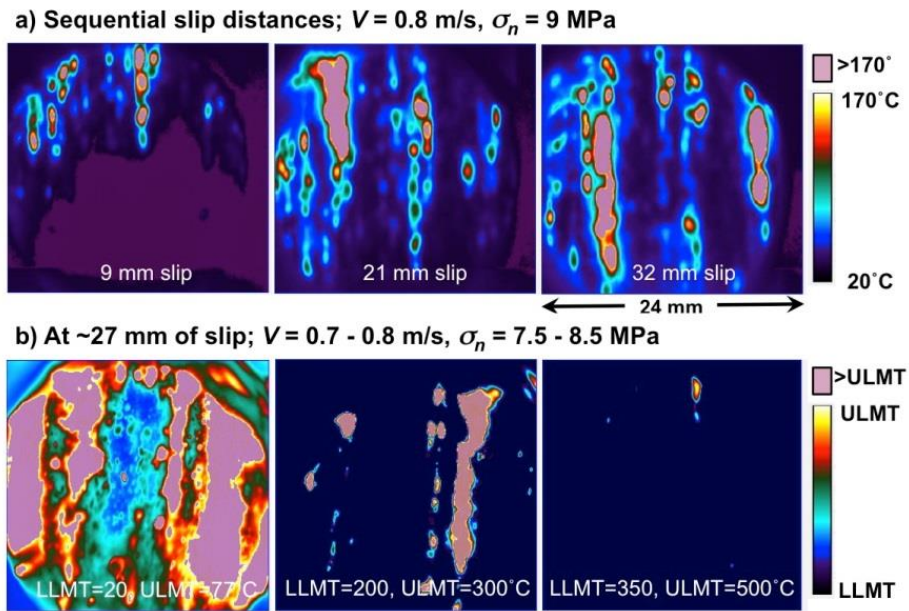 a) Sequential slip distances; V = 0.8 m/s, σn = 9 MPa
9 mm slip
21 mm slip
32 mm slip
24 mm
>170˚
170˚C
20˚C
b) At ~27 mm of slip; V = 0.7 - 0.8 m/s, σn = 7.5 - 8.5 MPa
LLMT=20, ULMT=77˚C
LLMT=200, ULMT=300˚C
LLMT=350, ULMT=500˚C
>ULMT
ULMT
LLMT